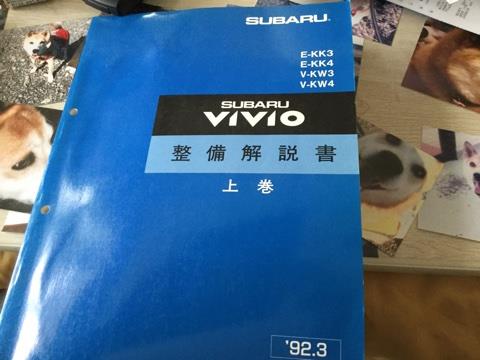 SUBARU
E-KK3
E-KK4
V-KW3
V-KW4
SUBARU
VIVIO
整備解説書
上巻
'92.3